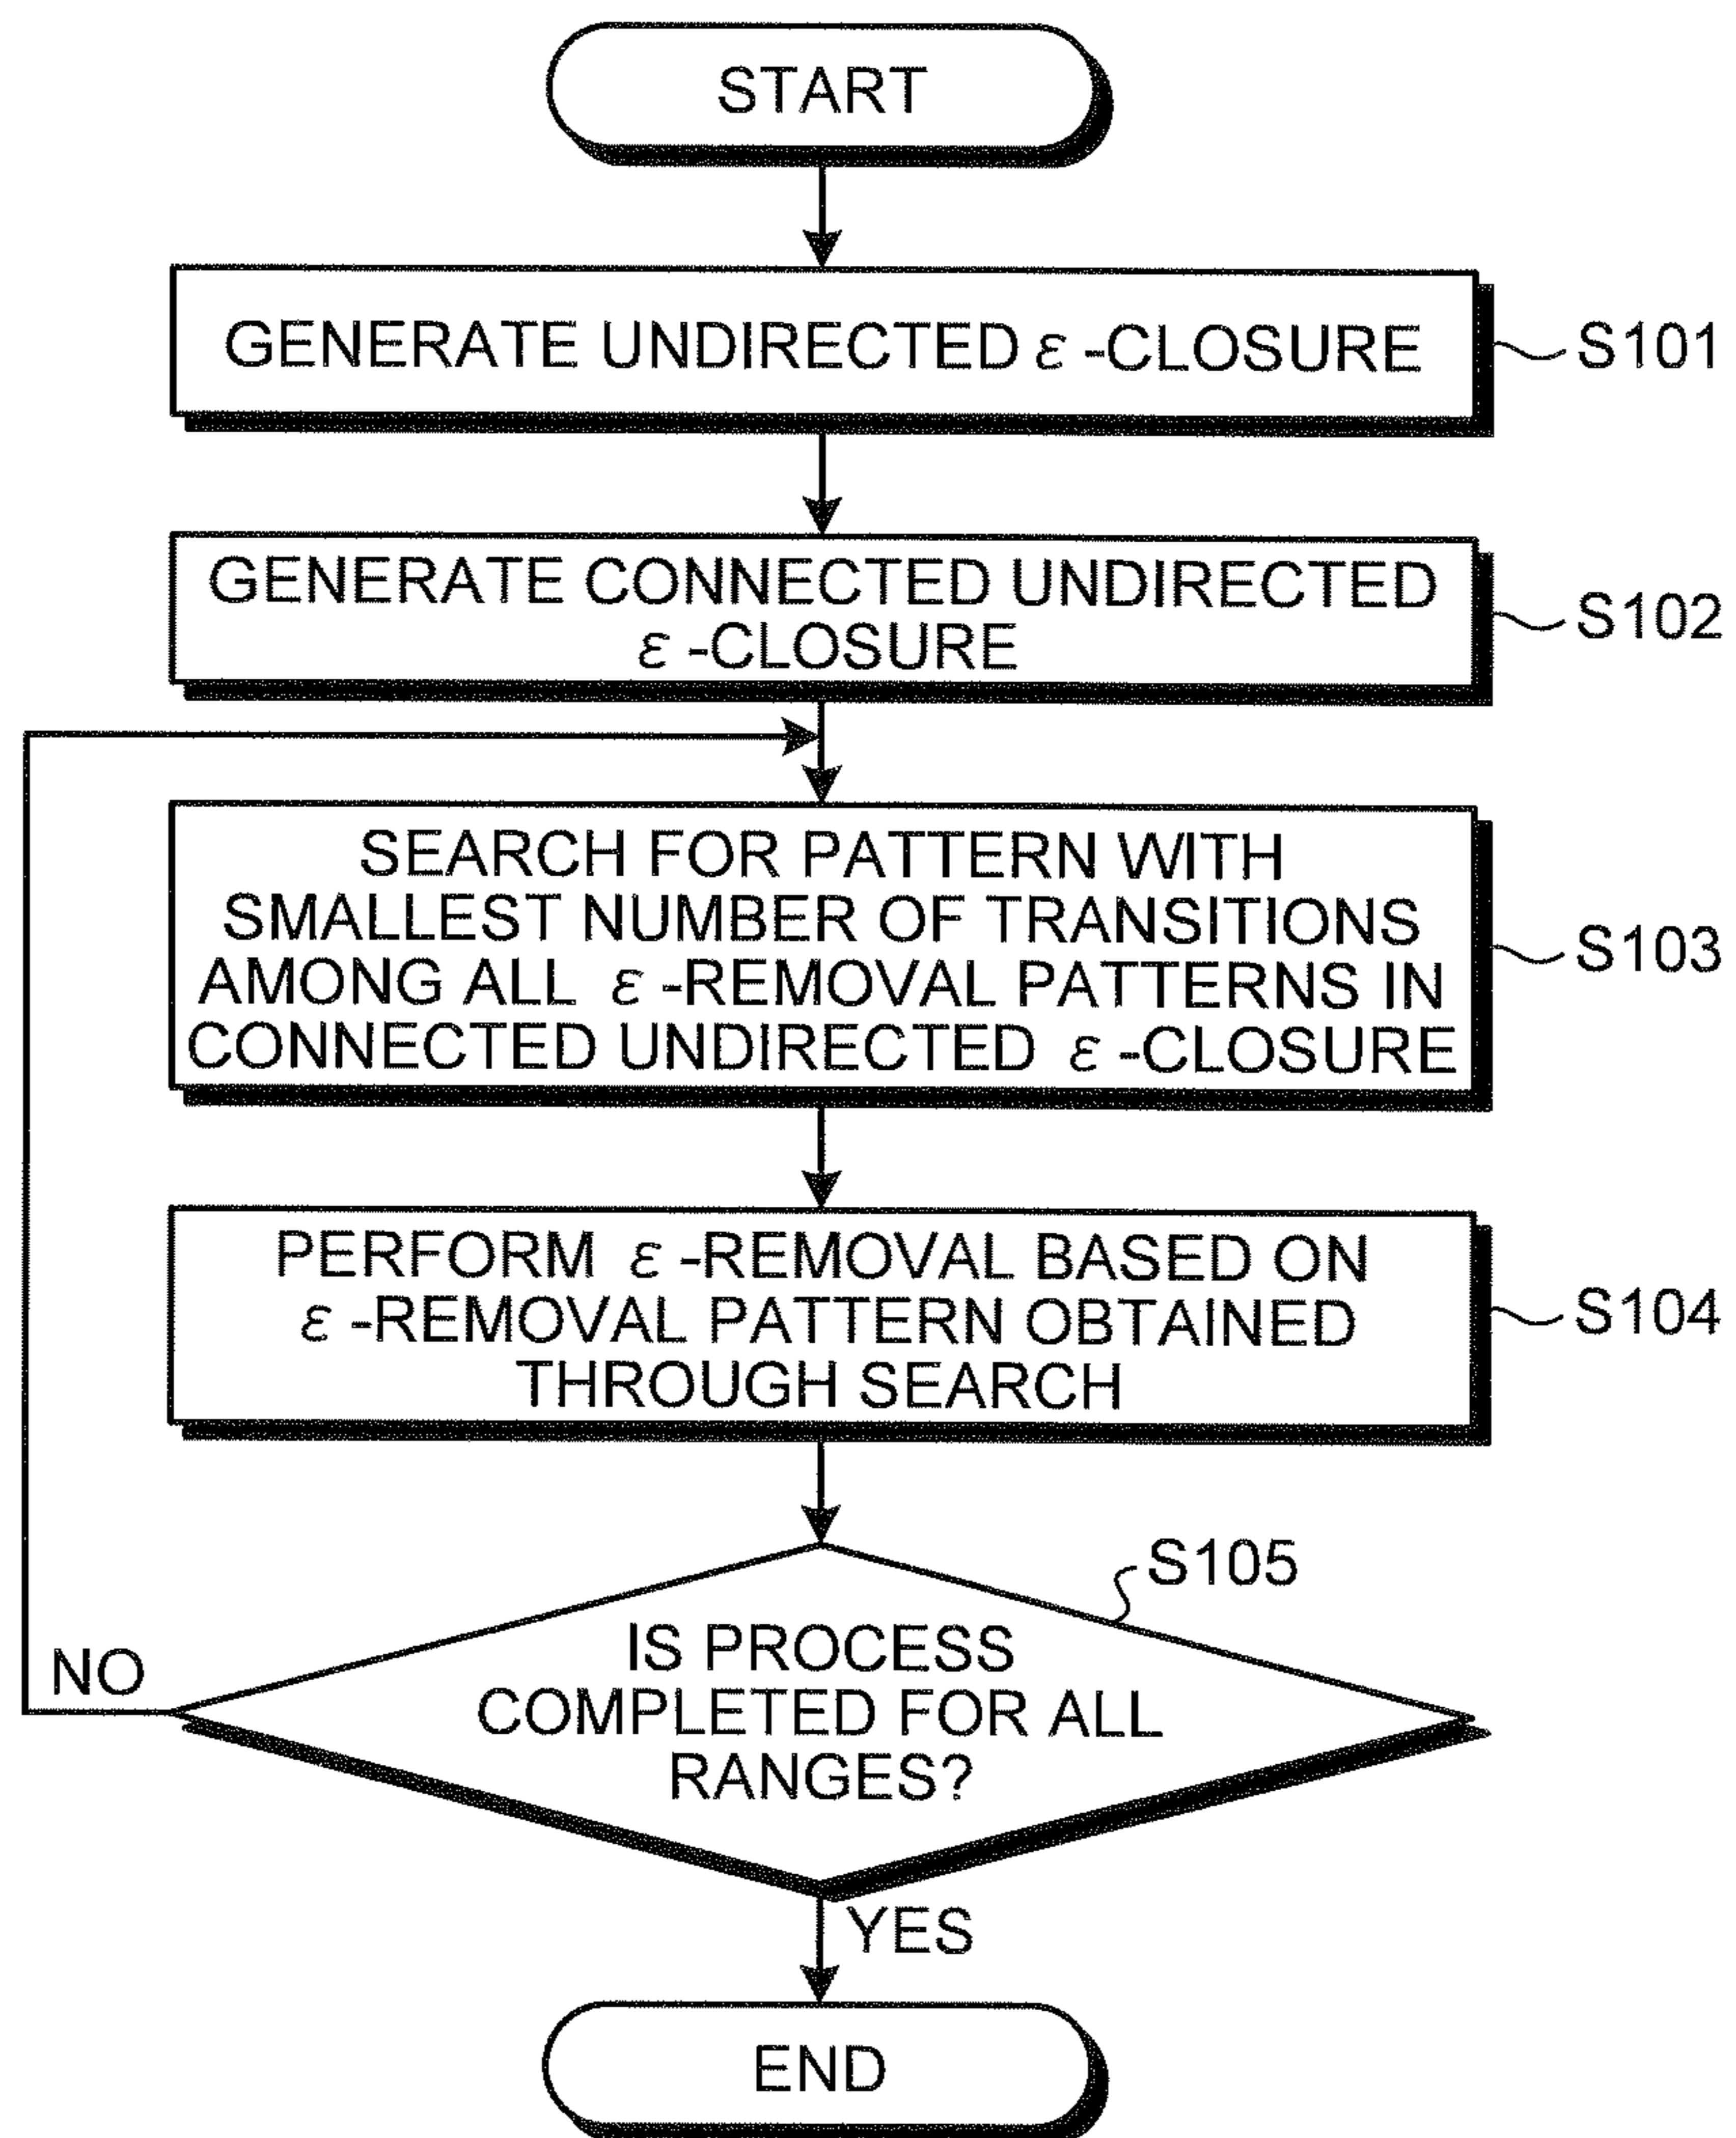 START
GENERATE UNDIRECTED ε-CLOSURE
S101
GENERATE CONNECTED UNDIRECTED
ε-CLOSURE
S102
SEARCH FOR PATTERN WITH
SMALLEST NUMBER OF TRANSITIONS
AMONG ALL ε-REMOVAL PATTERNS IN
CONNECTED UNDIRECTED ε-CLOSURE
S103
PERFORM ε-REMOVAL BASED ON
ε-REMOVAL PATTERN OBTAINED
THROUGH SEARCH
S104
S105
IS PROCESS
COMPLETED FOR ALL
RANGES?
NO
YES
END